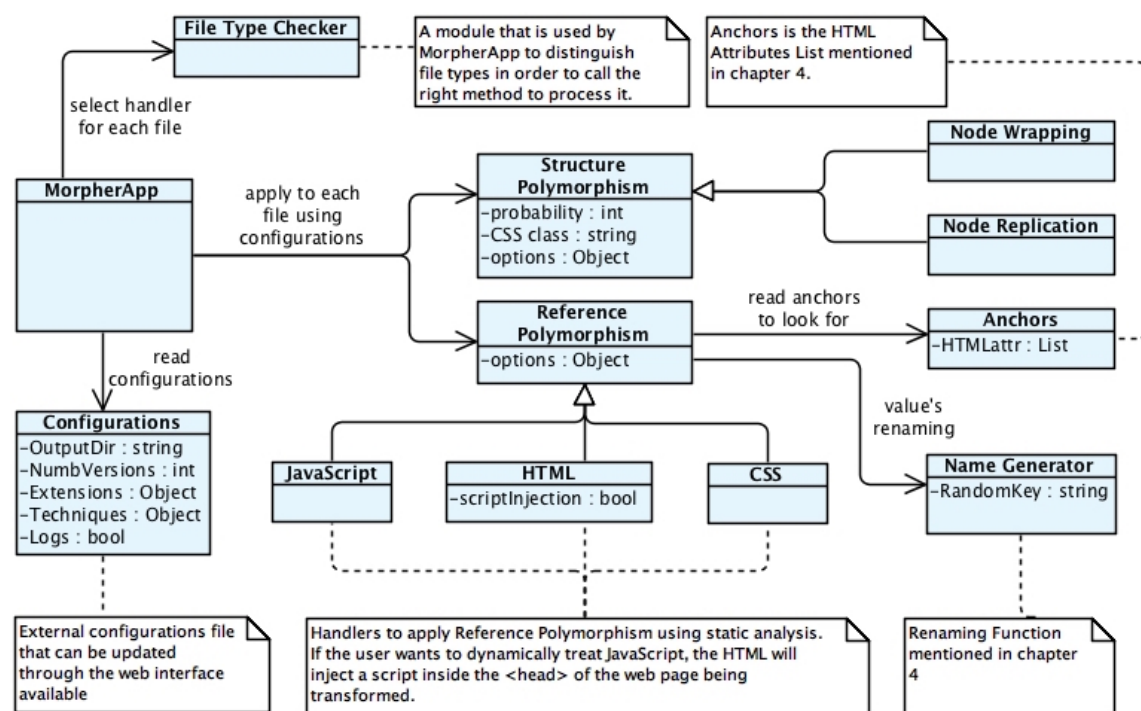 File Type Checker
A module that is used by
MorpherApp to distinguish
file types in order to call the
right method to process it.
Anchors is the HTML
Attributes List mentioned
in chapter 4.
select handler
for each file
MorpherApp
apply to each
file using
configurations
Structure
Polymorphism
-probability : int
-CSS class : string
-options : Object
Node Wrapping
Node Replication
Reference
Polymorphism
-options : Object
read anchors
to look for
Anchors
-HTMLattr : List
read
configurations
value's
renaming
Configurations
-OutputDir : string
-NumbVersions : int
-Extensions : Object
-Techniques : Object
-Logs : bool
JavaScript
HTML
-scriptInjection : bool
CSS
Name Generator
-RandomKey : string
External configurations file
that can be updated
through the web interface
available
Handlers to apply Reference Polymorphism using static analysis.
If the user wants to dynamically treat JavaScript, the HTML will
inject a script inside the <head> of the web page being
transformed.
Renaming Function
mentioned in chapter
4